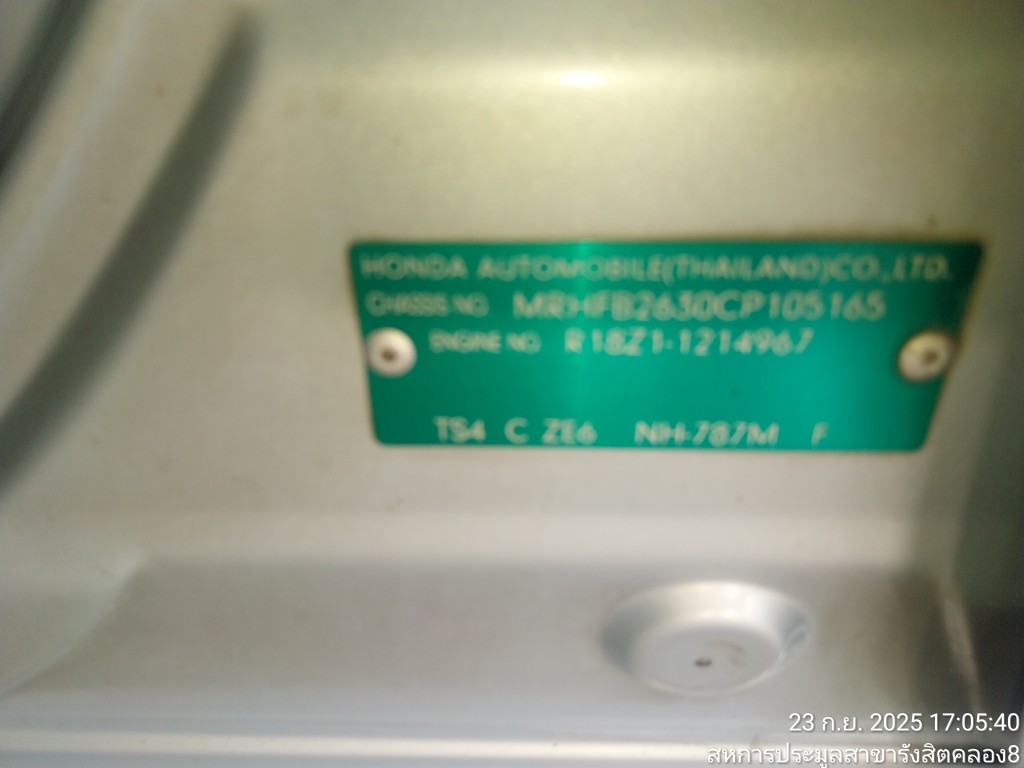 HONDA AUTOMOBILE(THAILAND)CO.,LTD.
CHASSIS NO. MRHFB2630CP105165
ENGINE NO. R18Z1-1214967
TS4 C ZE6 NH-787M F
23 ก.ย. 2025 17:05:40
สหการประมูลสาขารังสิตคลอง8